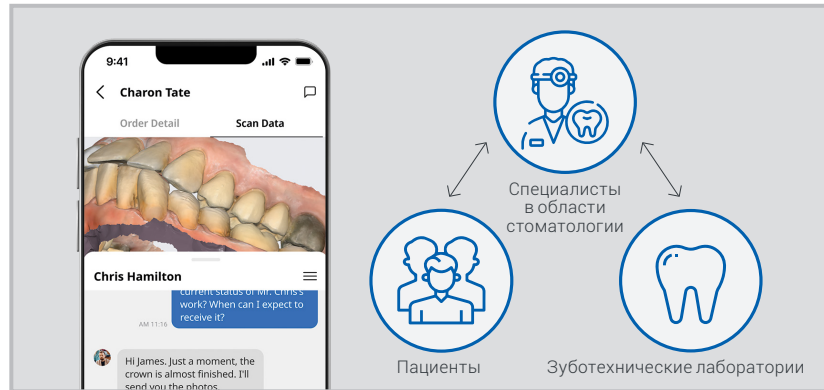 9:41
Charon Tate
Order Detail
Scan Data
Chris Hamilton
current status of Mr. Chris's
work? When can I expect to
receive it?
AM 11:16
Hi James. Just a moment, the
crown is almost finished. I'll
send you the photos.
Специалисты
в области
стоматологии
Пациенты
Зуботехнические лаборатории